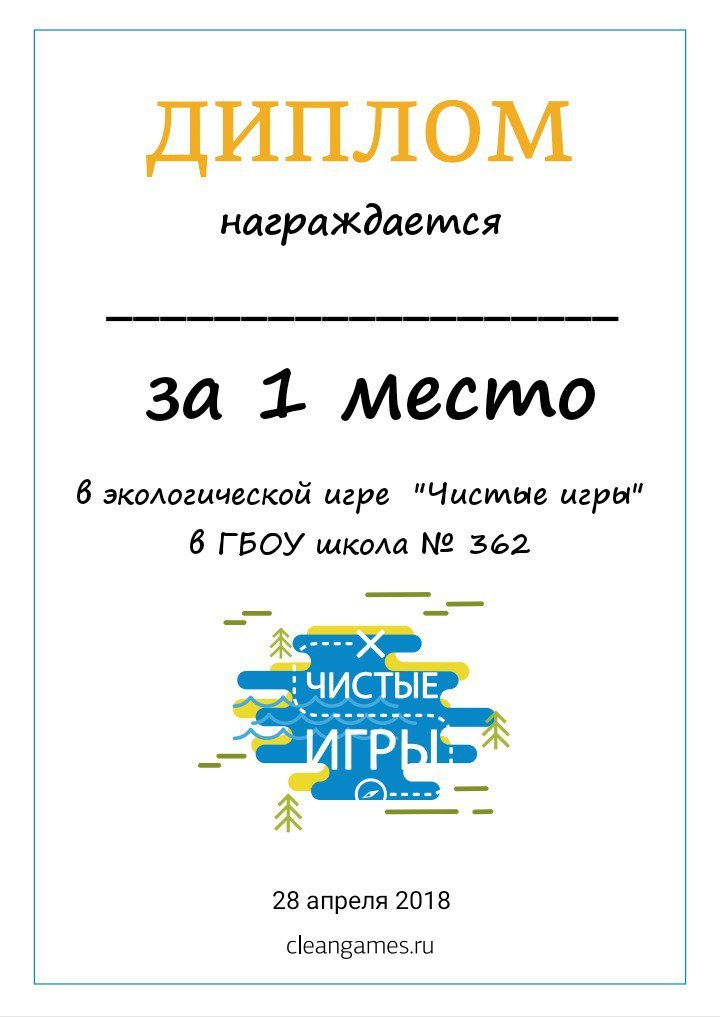 диплом
награждается
___________________
за 1 место
в экологической игре "Чистые игры"
в ГБОУ школа № 362
ЧИСТЫЕ
ИГРЫ
28 апреля 2018
cleangames.ru